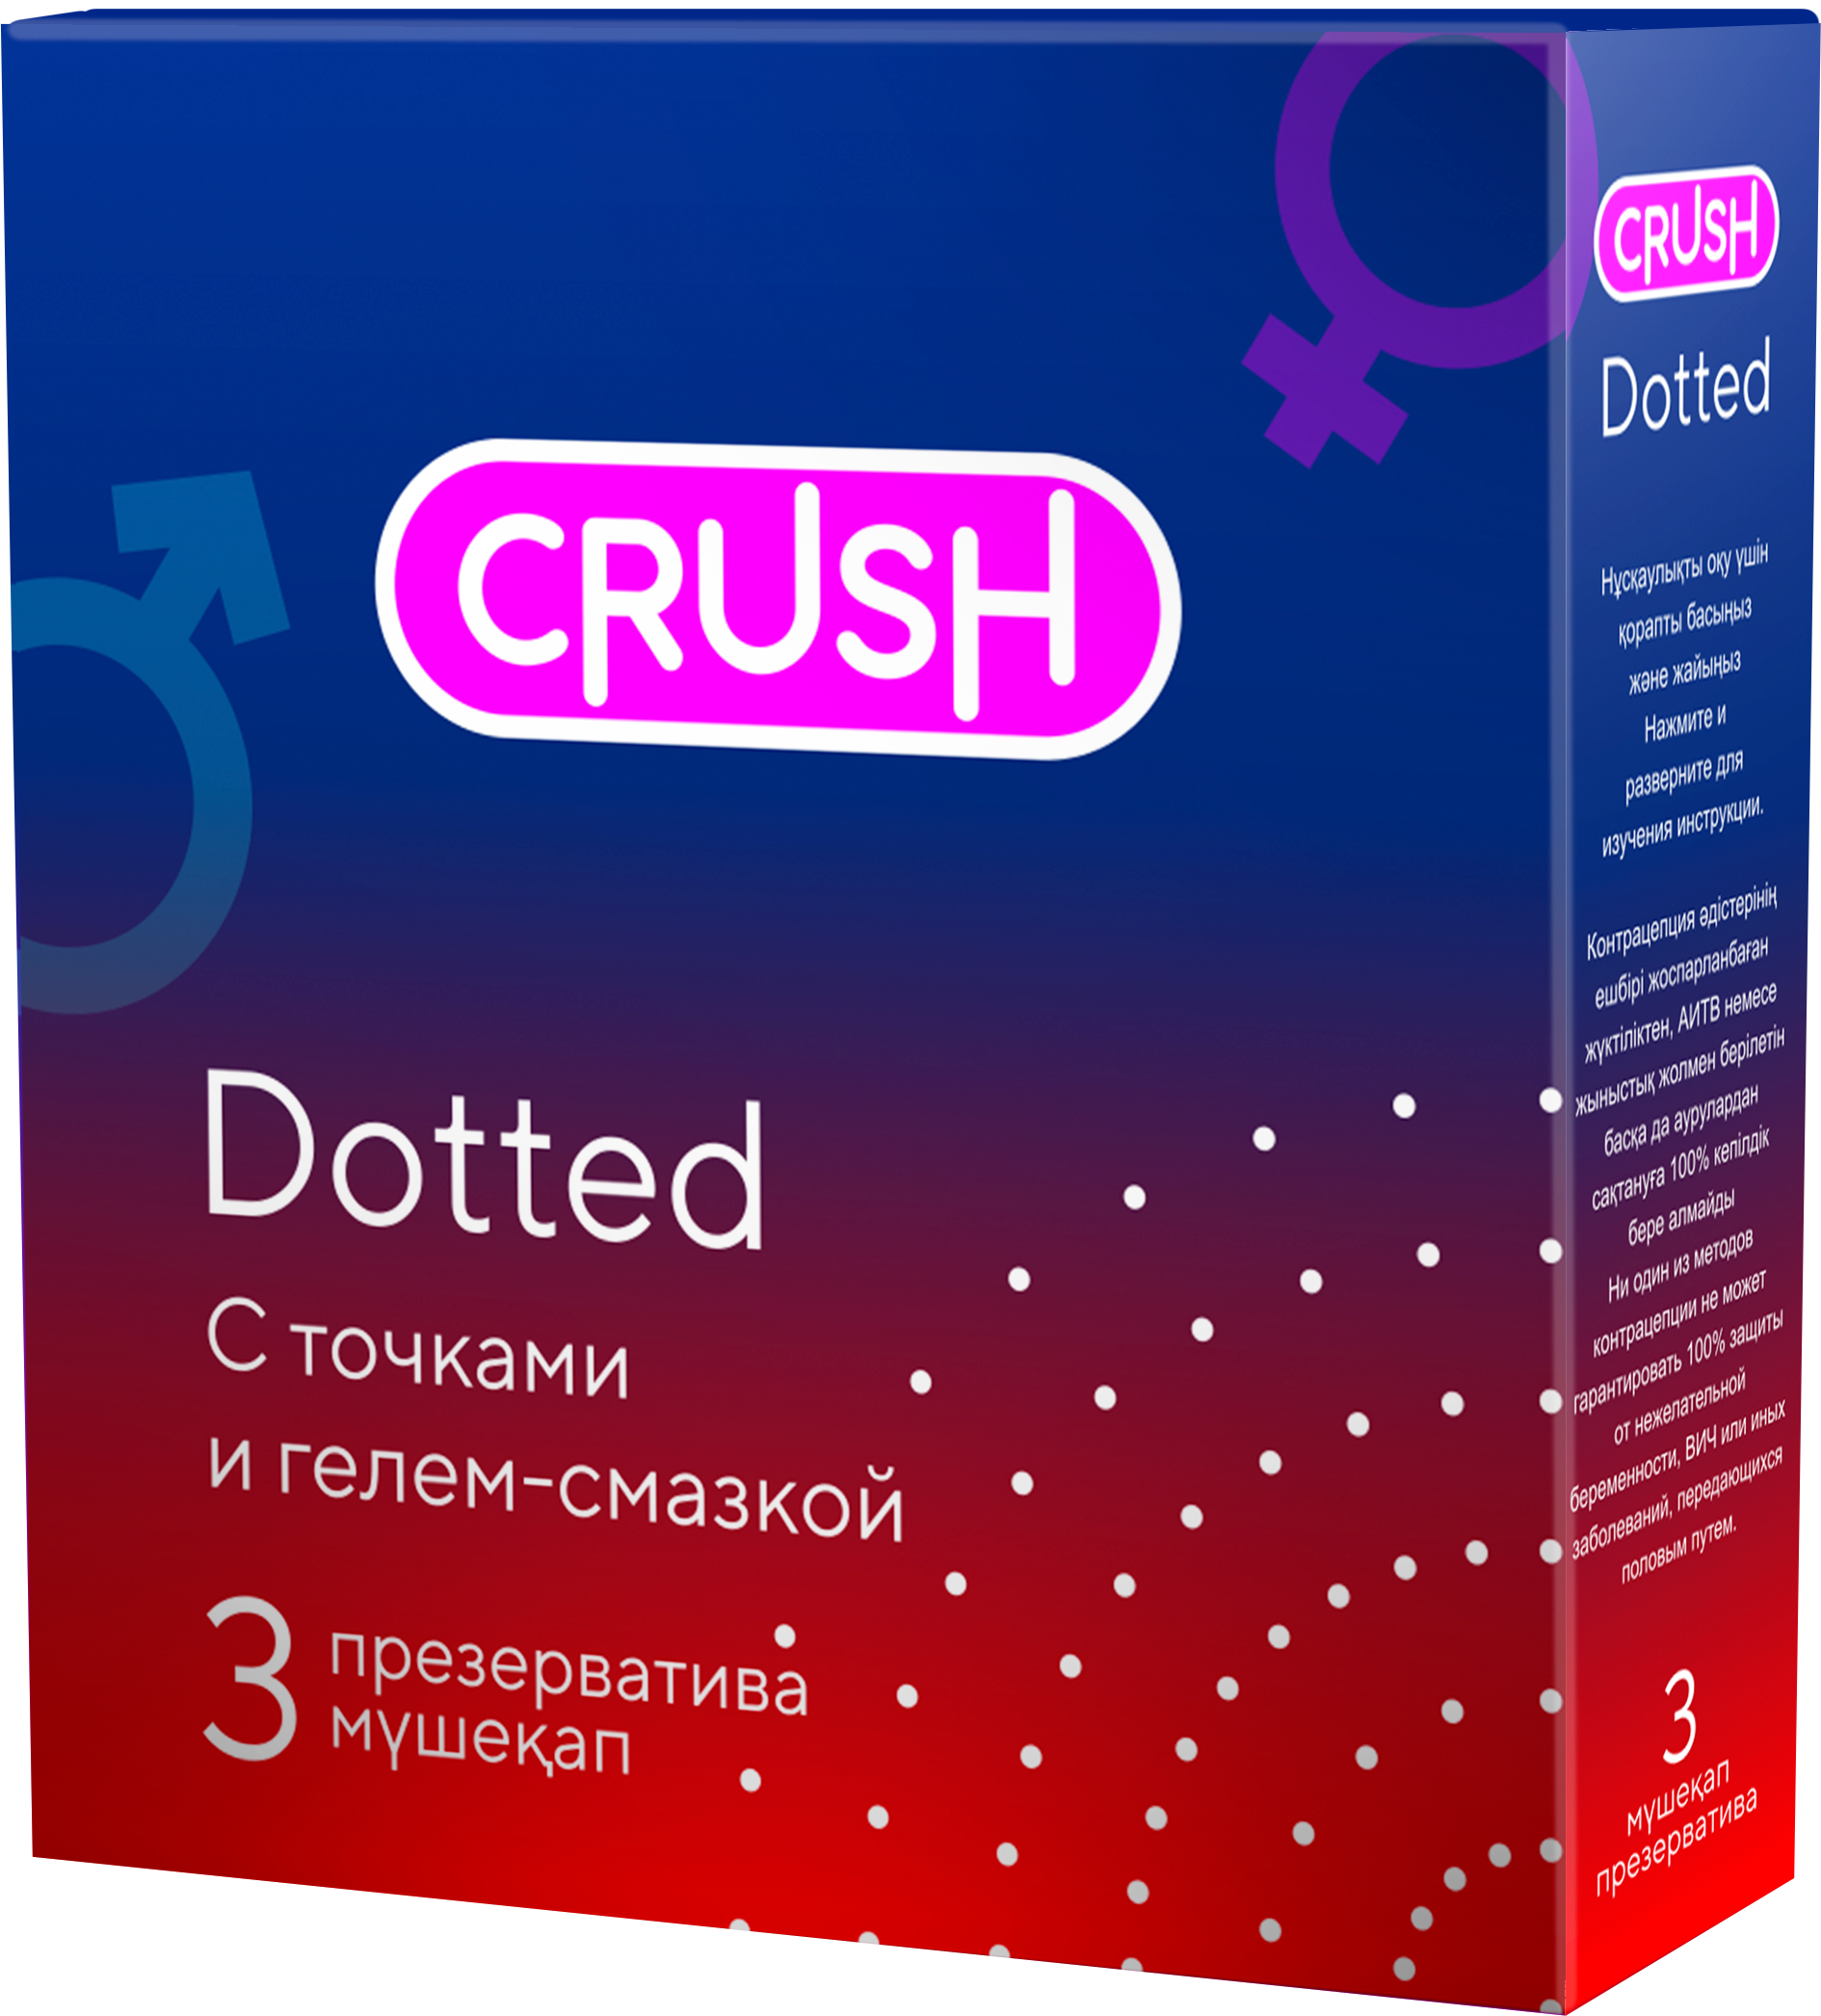 CRUSH
Dotted
С точками
и гелем-смазкой
3 презерватива
мүшеқап
CRUSH
Dotted
Нұсқаулықты оқу үшін
қорапты басыңыз
және жайыңыз
Нажмите и
разверните для
изучения инструкции.
Контрацепция әдістерінің
ешбірі жоспарланбаған
жүктіліктен, АИТВ немесе
жыныстық жолмен берілетін
басқа да аурулардан
сақтануға 100% кепілдік
бере алмайды
Ни один из методов
контрацепции не может
гарантировать 100% защиты
от нежелательной
беременности, ВИЧ или иных
заболеваний, передающихся
половым путем.
3
мүшеқап
презерватива